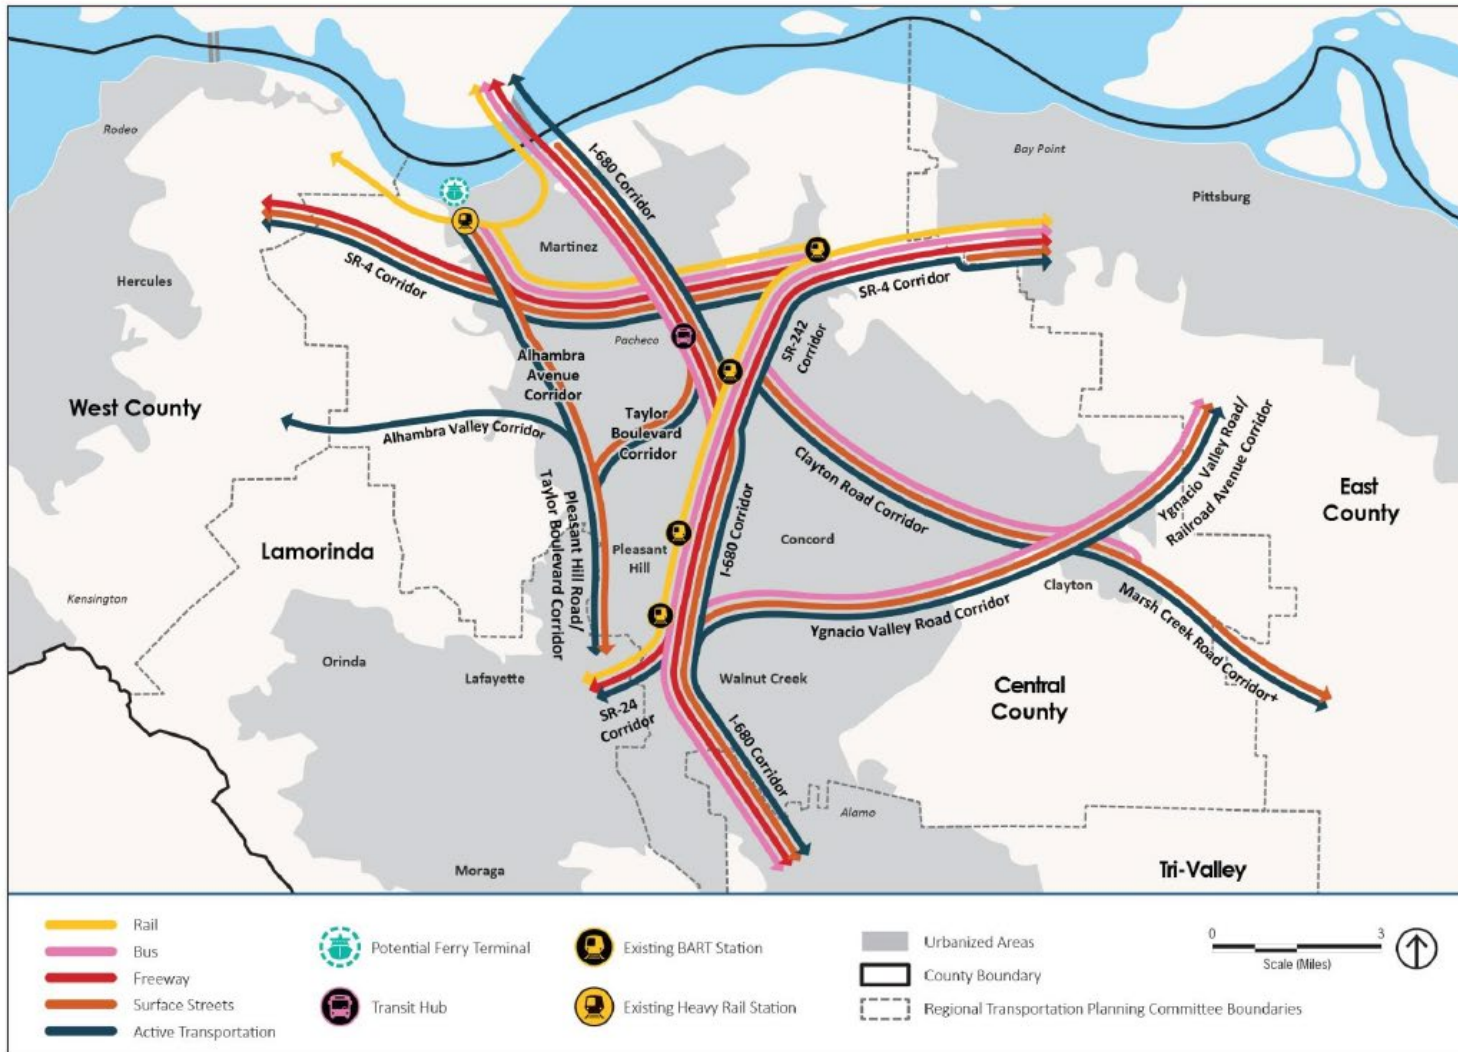 Rodeo
I-680 Corridor
Bay Point
Pittsburg
Martinez
Hercules
SR-4 Corridor
SR-4 Corridor
Pacheco
SR-242
Corridor
Alhambra
Avenue
Corridor
West County
Taylor
Boulevard
Corridor
Alhambra Valley Corridor
Clayton Road Corridor
Ygnacio Valley Road/
Railroad Avenue Corridor
East
County
Pleasant Hill Road/
Taylor Boulevard Corridor
Lamorinda
Pleasant
Hill
I-680 Corridor
Concord
Clayton
Kensington
Ygnacio Valley Road Corridor
Marsh Creek Road Corridor+
Orinda
Lafayette
Walnut Creek
Central
County
SR-24
Corridor
I-680 Corridor
Alamo
Moraga
Tri-Valley
Rail
Bus
Freeway
Surface Streets
Active Transportation
Potential Ferry Terminal
Transit Hub
Existing BART Station
Existing Heavy Rail Station
Urbanized Areas
County Boundary
Regional Transportation Planning Committee Boundaries
0 3
Scale (Miles)